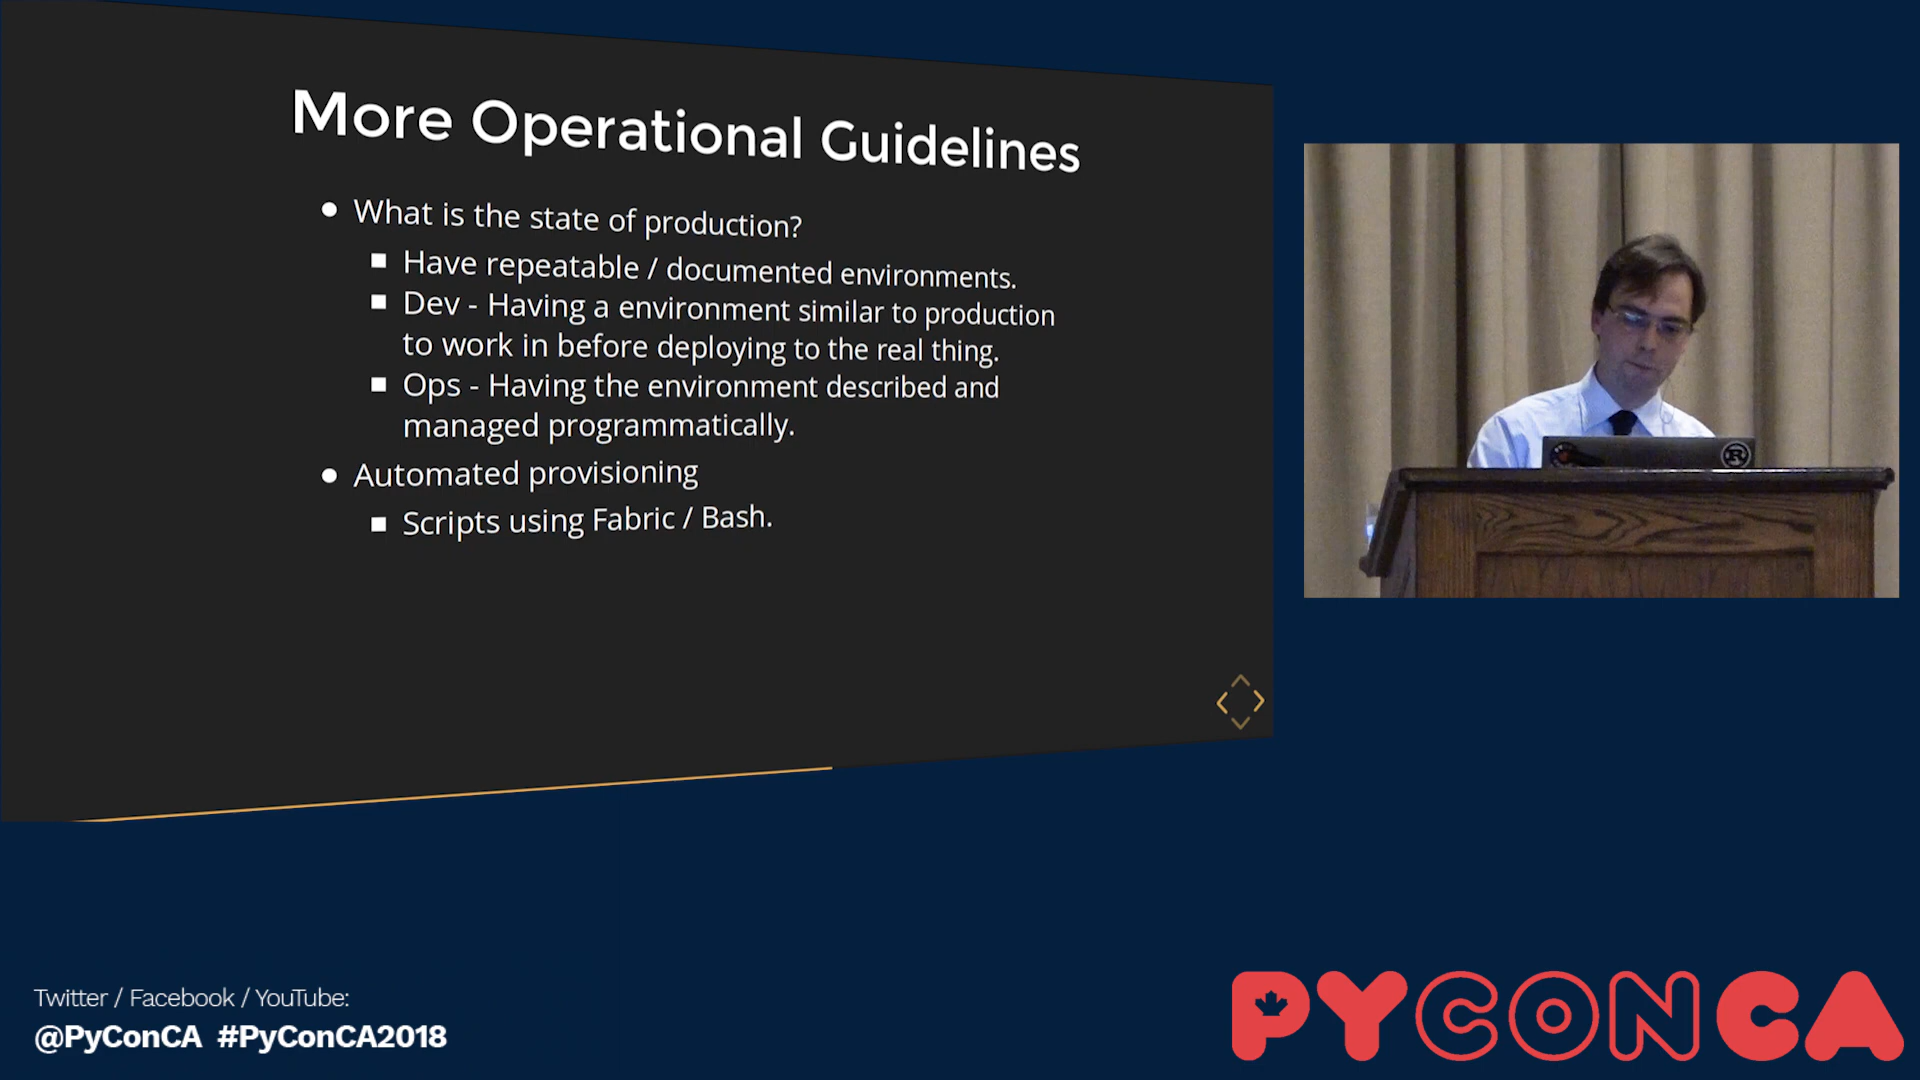 More Operational Guidelines
What is the state of production?
Have repeatable / documented environments.
Dev - Having a environment similar to production
to work in before deploying to the real thing.
Ops - Having the environment described and
managed programmatically.
Automated provisioning
Scripts using Fabric / Bash.
R
Twitter / Facebook / YouTube:
@PyConCA #PyConCA2018
PYCONCA